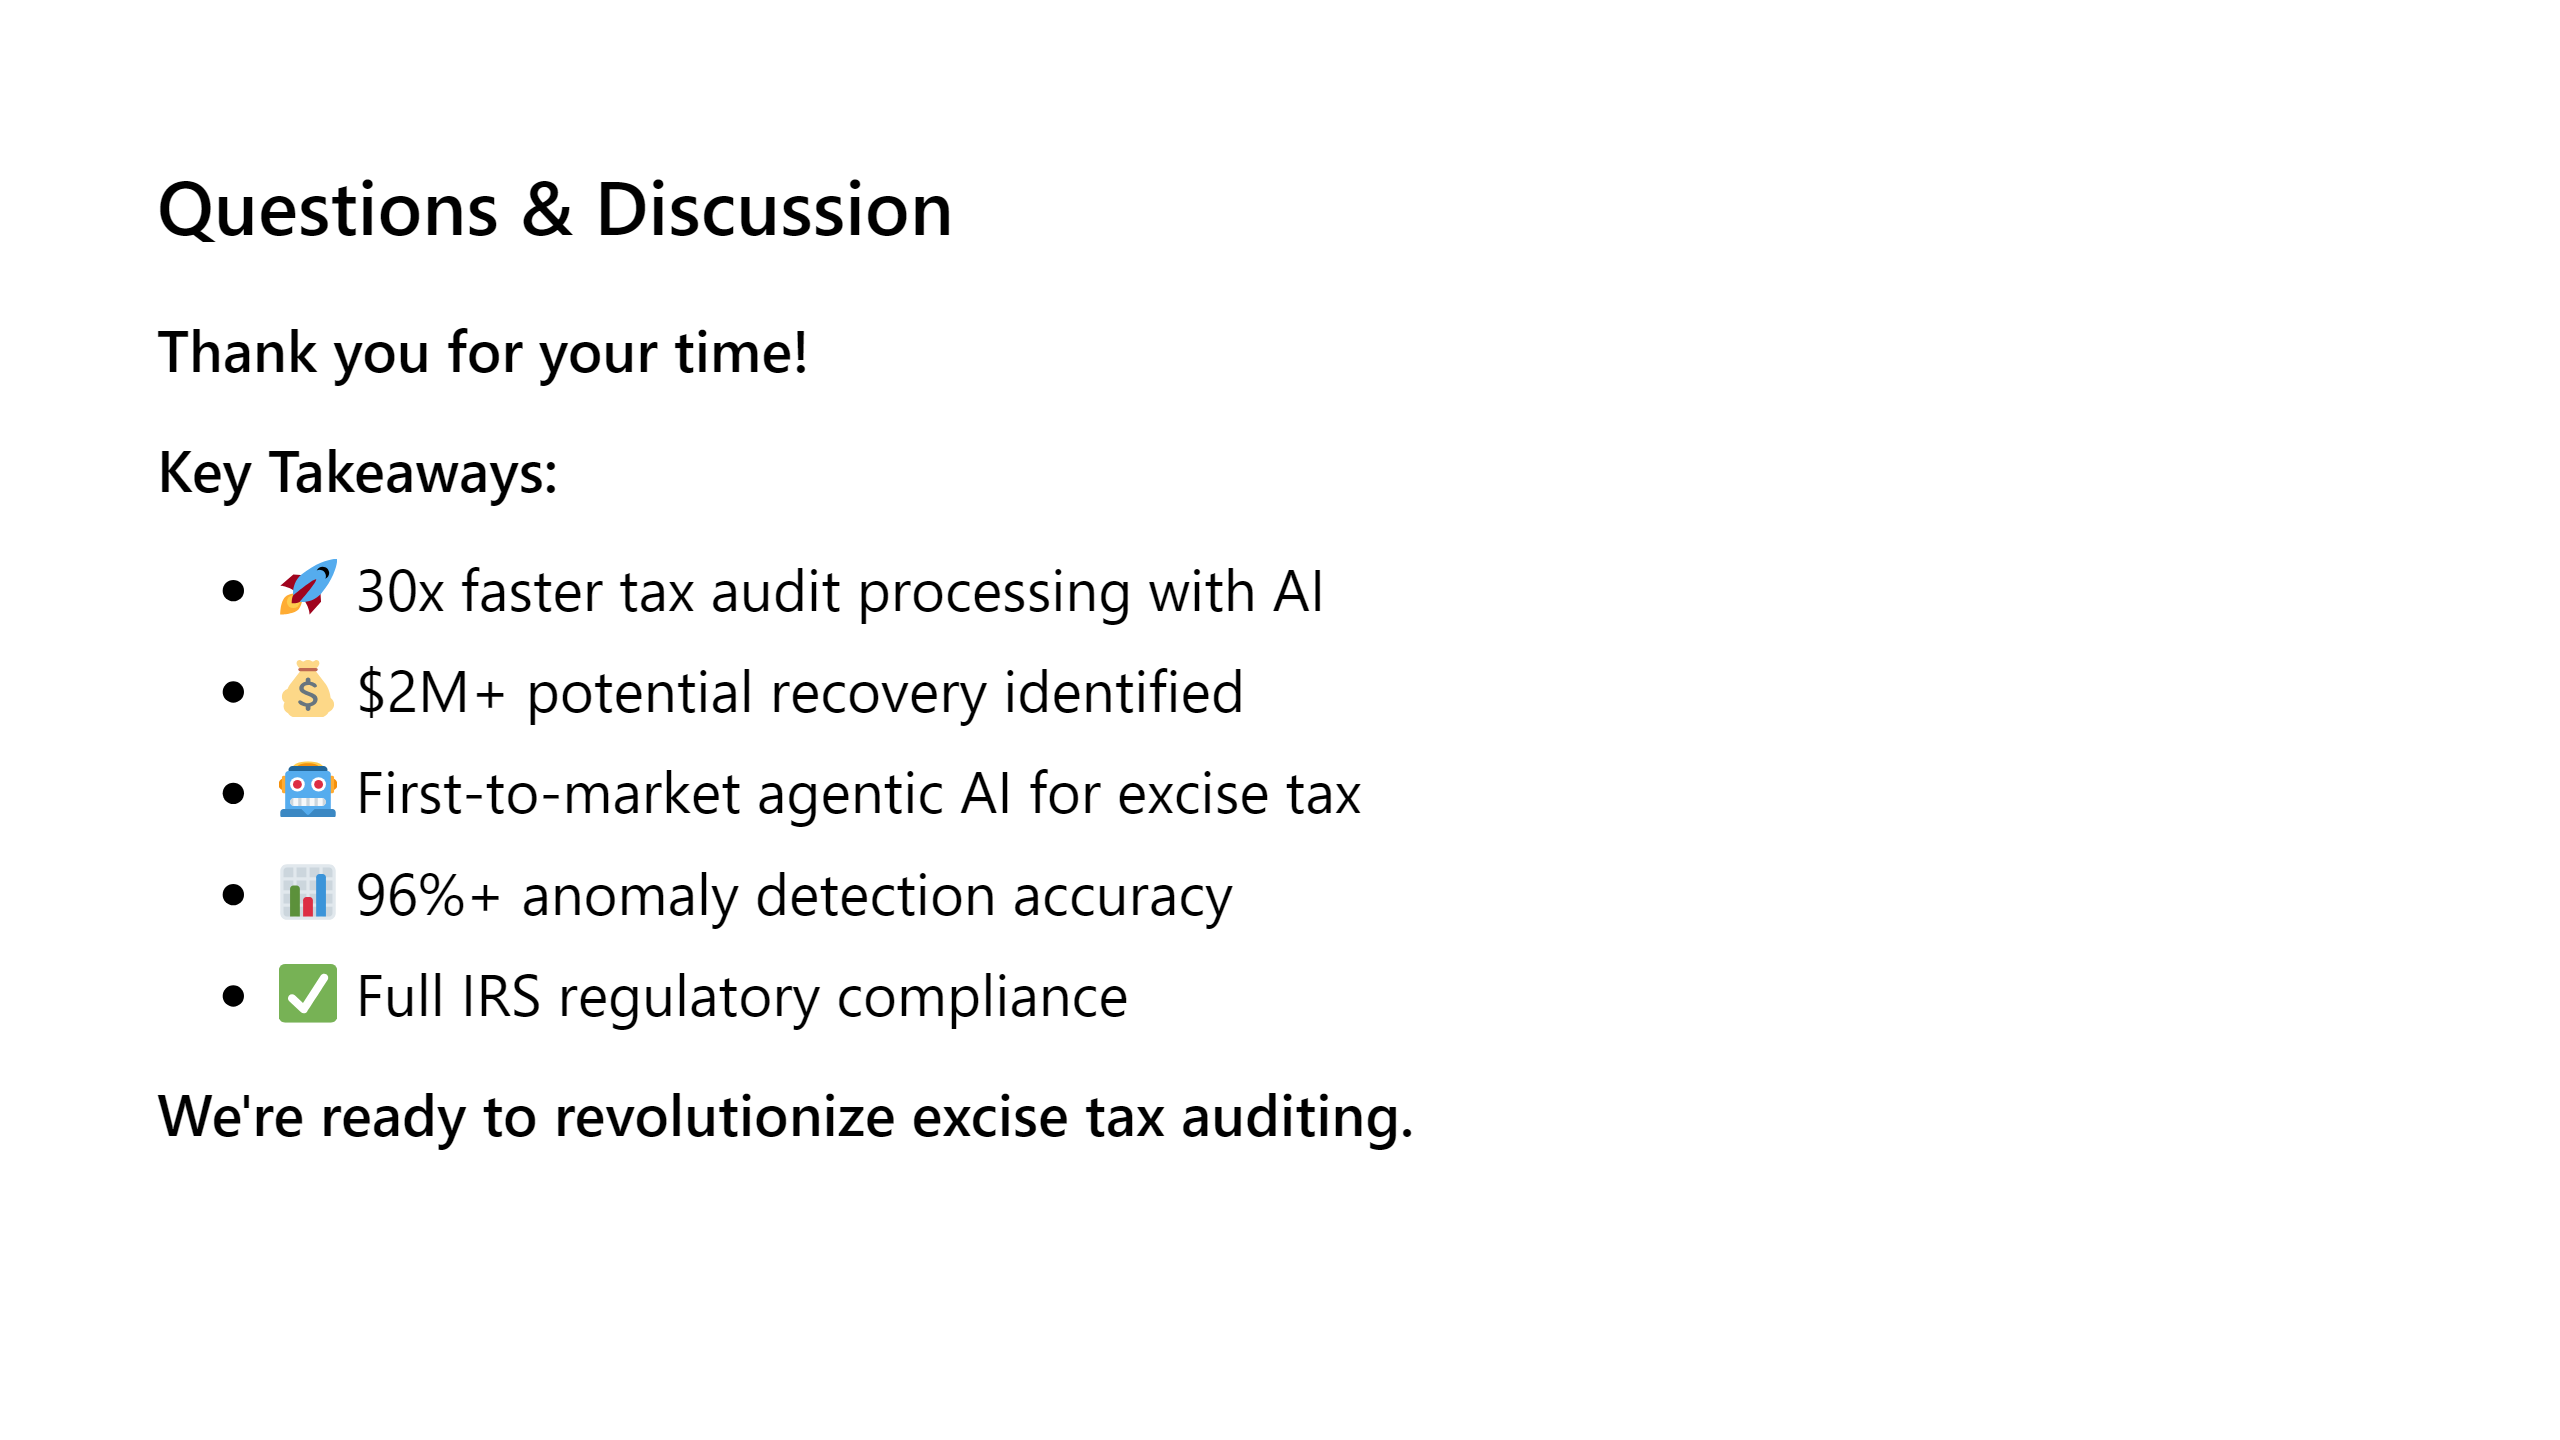 Questions & Discussion
Thank you for your time!
Key Takeaways:
• 🚀 30x faster tax audit processing with AI
• 💰 $2M+ potential recovery identified
• 🤖 First-to-market agentic AI for excise tax
• 📊 96%+ anomaly detection accuracy
• ✅ Full IRS regulatory compliance
We're ready to revolutionize excise tax auditing.